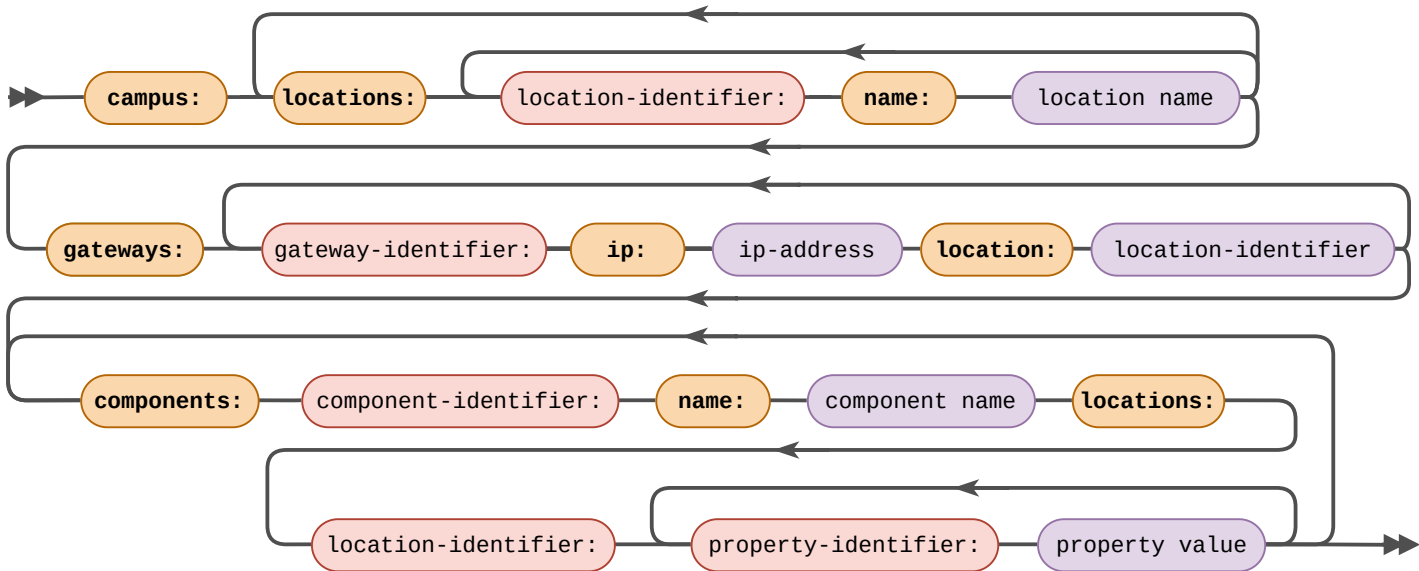 campus: locations: location-identifier: name: location name
gateways: gateway-identifier: ip: ip-address location: location-identifier
components: component-identifier: name: component name locations:
location-identifier: property-identifier: property value